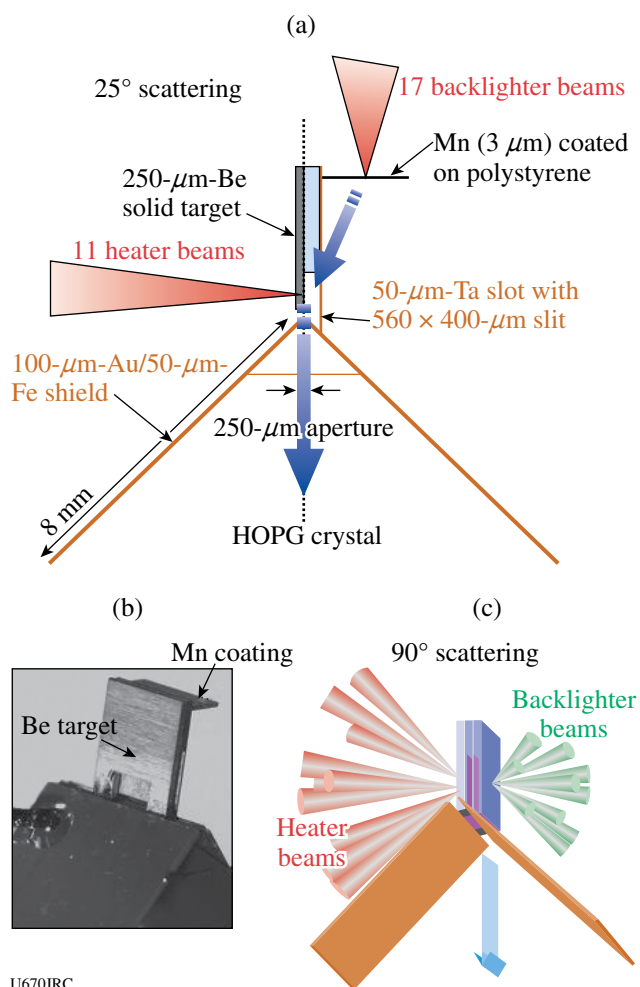 (a)
25° scattering
17 backlighter beams
Mn (3 μm) coated
on polystyrene
250-μm-Be
solid target
11 heater beams
50-μm-Ta slot with
560 × 400-μm slit
100-μm-Au/50-μm-
Fe shield
250-μm aperture
8 mm
HOPG crystal
(b)
Mn coating
Be target
(c)
90° scattering
Backlighter
beams
Heater
beams
U670JRC